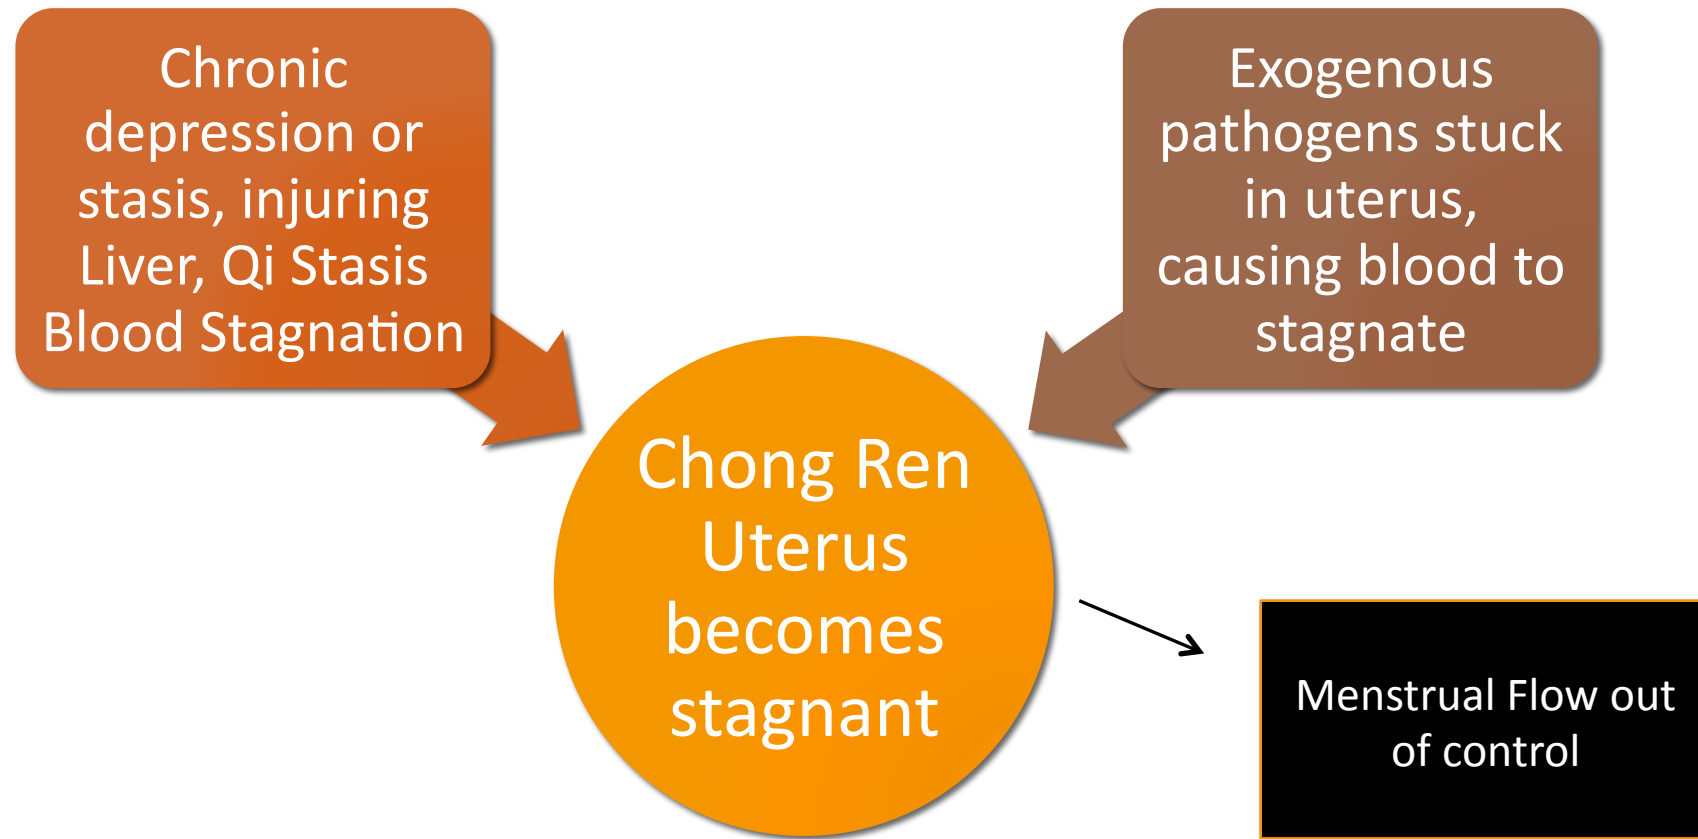 Chronic
depression or
stasis, injuring
Liver, Qi Stasis
Blood Stagnation
Exogenous
pathogens stuck
in uterus,
causing blood to
stagnate
Chong Ren
Uterus
becomes
stagnant
Menstrual Flow out
of control